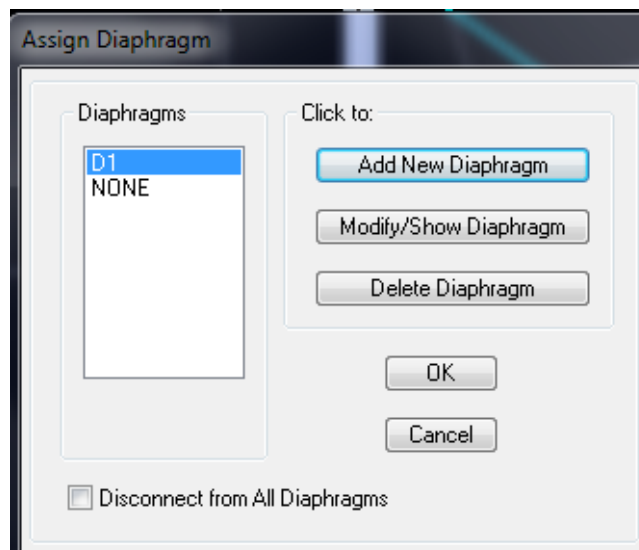 Assign Diaphragm
Diaphragms
D1
NONE
Click to:
Add New Diaphragm
Modify/Show Diaphragm
Delete Diaphragm
OK
Cancel
Disconnect from All Diaphragms